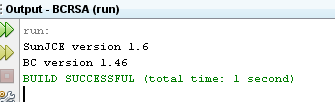 Output - BCRSA (run)
run:
SunJCE version 1.6
BC version 1.46
BUILD SUCCESSFUL (total time: 1 second)